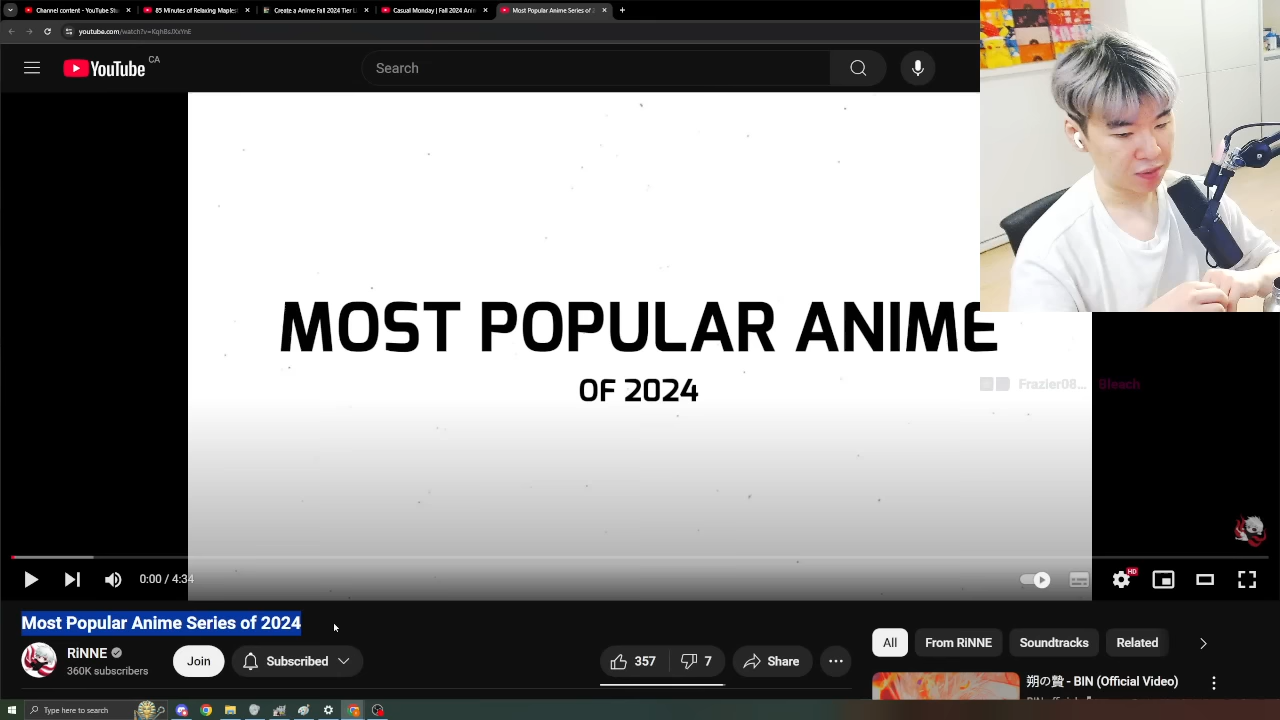 Channel content - YouTube Stu
85 Minutes of Relaxing Maples
Create a Anime Fall 2024 Tier L
Casual Monday | Fall 2024 Ani
Most Popular Anime Series of 2
youtube.com/watch?v=KqhBsJXxYnE
YouTube CA
Search
MOST POPULAR ANIME
OF 2024
Frazier08... Bleach
0:00 / 4:34
HD
Most Popular Anime Series of 2024
RiNNE
360K subscribers
Join
Subscribed
357
7
Share
All
From RiNNE
Soundtracks
Related
朔の贄 - BIN (Official Video)
Type here to search